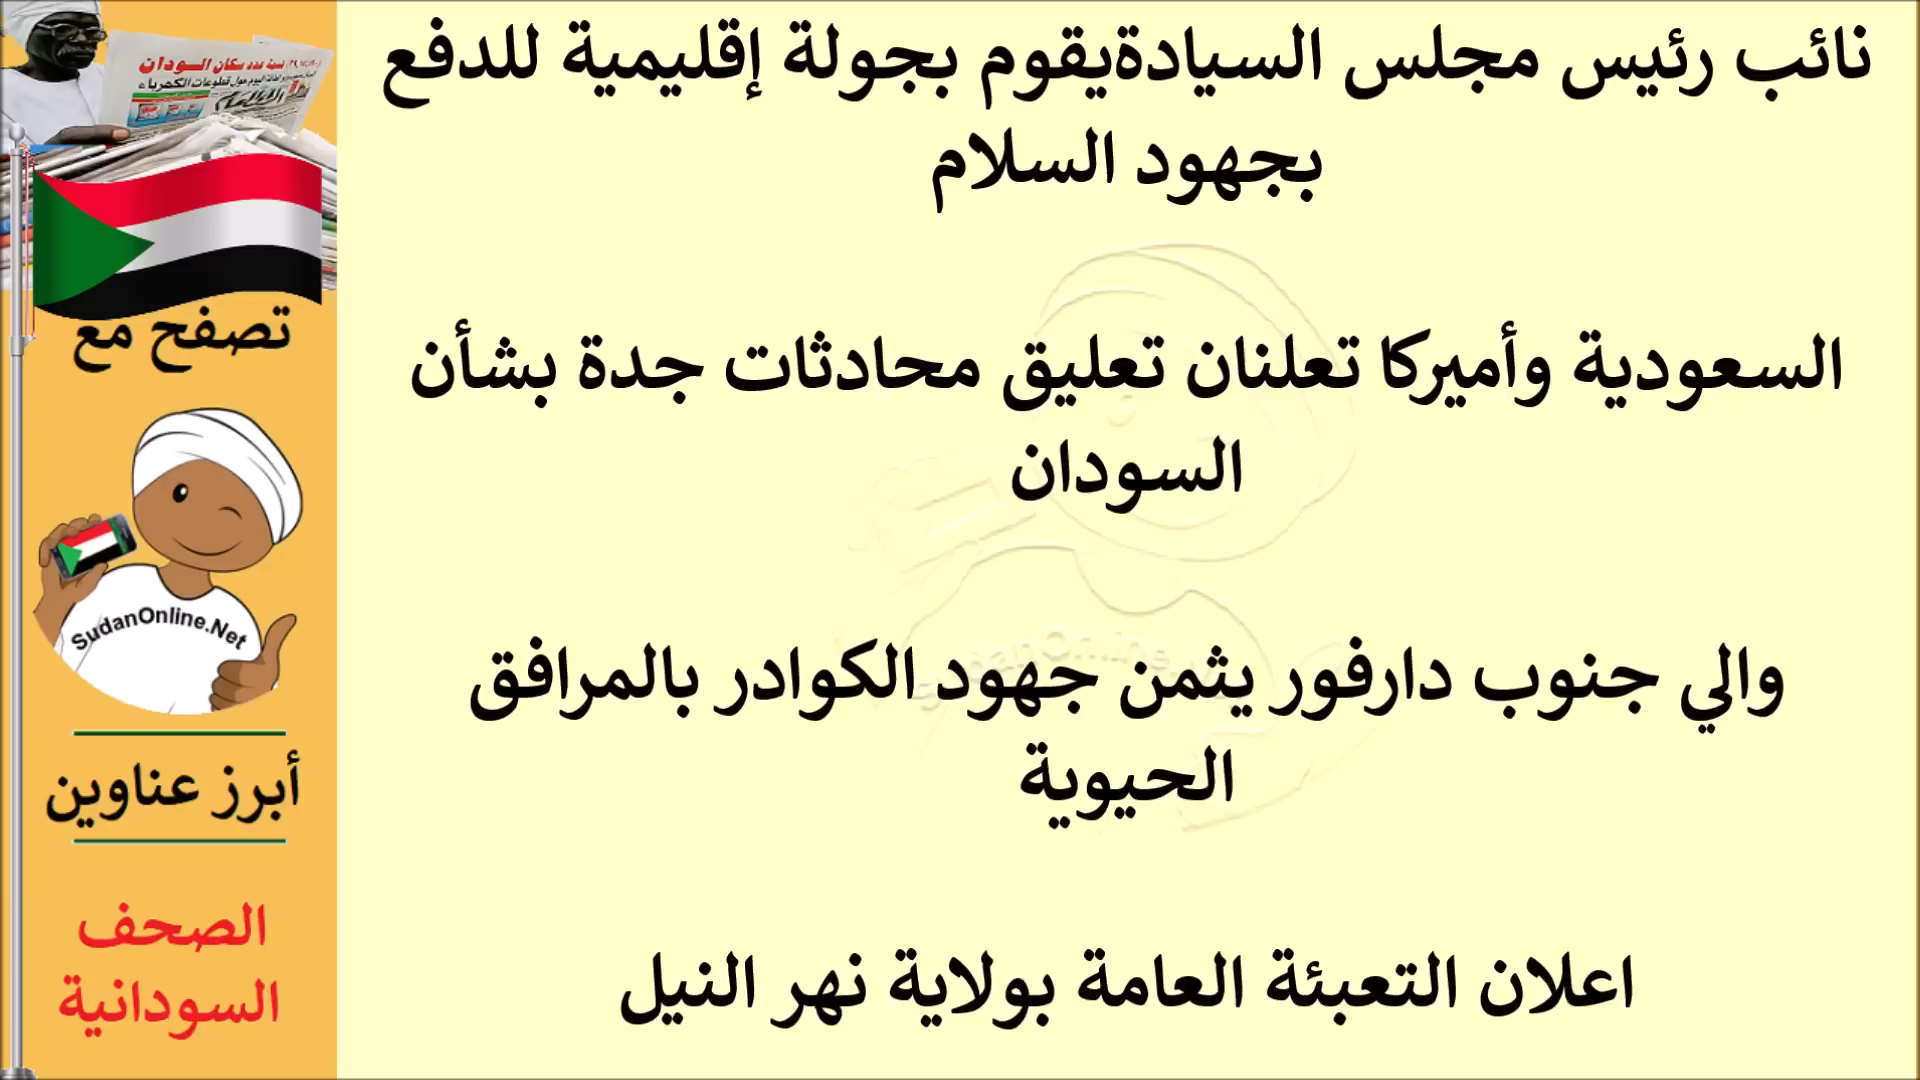 نائب رئيس مجلس السيادةيقوم بجولة إقليمية للدفع
بجهود السلام
السعودية وأميركا تعلنان تعليق محادثات جدة بشأن
السودان
والي جنوب دارفور يثمن جهود الكوادر بالمرافق
الحيوية
اعلان التعبئة العامة بولاية نهر النيل
تصفح مع
SudanOnline.Net
أبرز عناوين
الصحف
السودانية